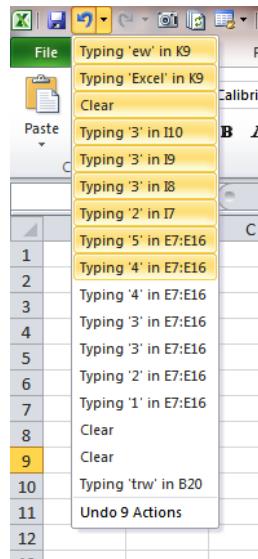 File
Typing 'ew' in K9
Typing 'Excel' in K9
Clear
Calibri
Paste
Typing '3' in I10
B
Typing '3' in I9
Typing '3' in I8
Typing '2' in I7
C
Typing '5' in E7:E16
1
Typing '4' in E7:E16
2
Typing '4' in E7:E16
3
Typing '3' in E7:E16
4
Typing '3' in E7:E16
5
Typing '2' in E7:E16
6
Typing '1' in E7:E16
7
Clear
8
Clear
9
Typing 'trw' in B20
10
Undo 9 Actions
11
12